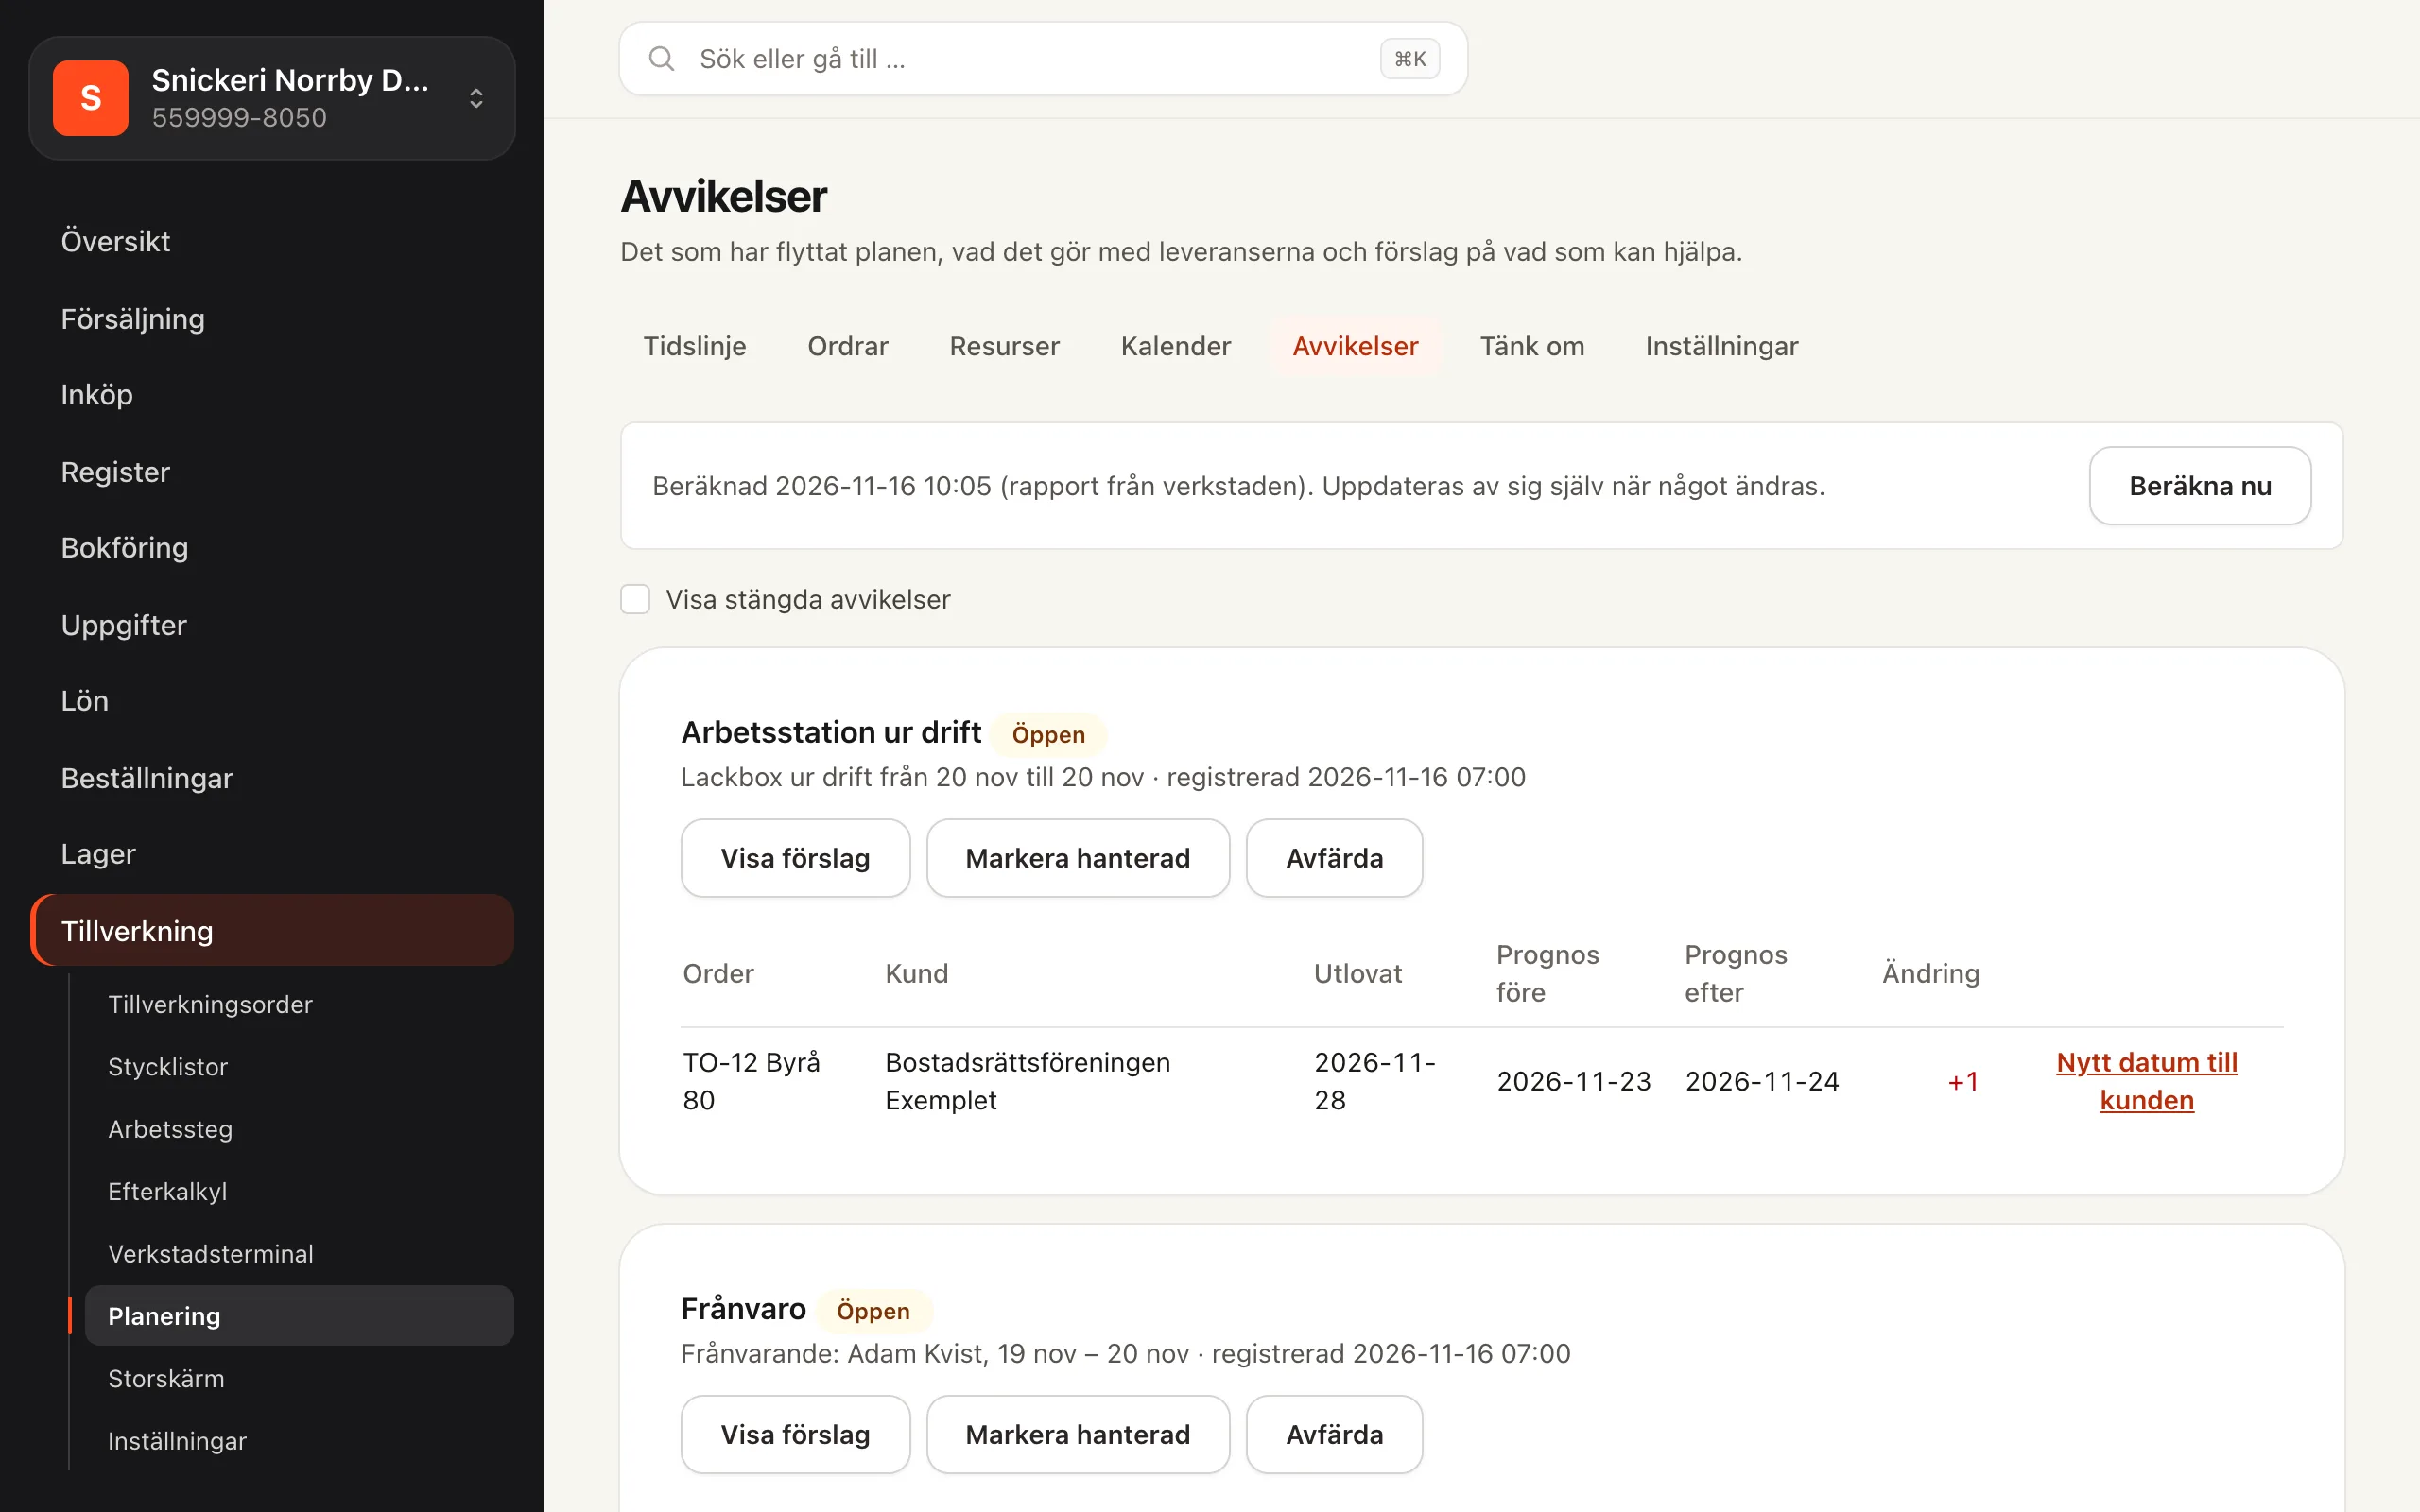 S
Snickeri Norrby D...
559999-8050
Översikt
Försäljning
Inköp
Register
Bokföring
Uppgifter
Lön
Beställningar
Lager
Tillverkning
Tillverkningsorder
Stycklistor
Arbetssteg
Efterkalkyl
Verkstadsterminal
Planering
Storskärm
Inställningar
Sök eller gå till ...
⌘K
Avvikelser
Det som har flyttat planen, vad det gör med leveranserna och förslag på vad som kan hjälpa.
Tidslinje Ordrar Resurser Kalender Avvikelser Tänk om Inställningar
Beräknad 2026-11-16 10:05 (rapport från verkstaden). Uppdateras av sig själv när något ändras.
Beräkna nu
Visa stängda avvikelser
Arbetsstation ur drift Öppen
Lackbox ur drift från 20 nov till 20 nov · registrerad 2026-11-16 07:00
Visa förslag Markera hanterad Avfärda
Order Kund Utlovat Prognos före Prognos efter Ändring
TO-12 Byrå 80 Bostadsrättsföreningen Exemplet 2026-11-28 2026-11-23 2026-11-24 +1 Nytt datum till kunden
Frånvaro Öppen
Frånvarande: Adam Kvist, 19 nov – 20 nov · registrerad 2026-11-16 07:00
Visa förslag Markera hanterad Avfärda